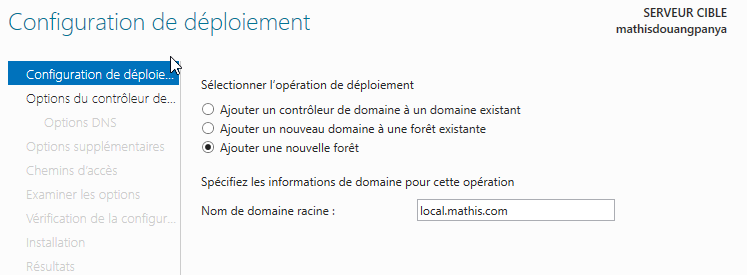 Configuration de déploiement
SERVEUR CIBLE
mathisdouangpanya
Configuration de déploie...
Options du contrôleur de...
Options DNS
Options supplémentaires
Chemins d'accès
Examiner les options
Vérification de la configur...
Installation
Résultats
Sélectionner l'opération de déploiement
Ajouter un contrôleur de domaine à un domaine existant
Ajouter un nouveau domaine à une forêt existante
Ajouter une nouvelle forêt
Spécifiez les informations de domaine pour cette opération
Nom de domaine racine : local.mathis.com